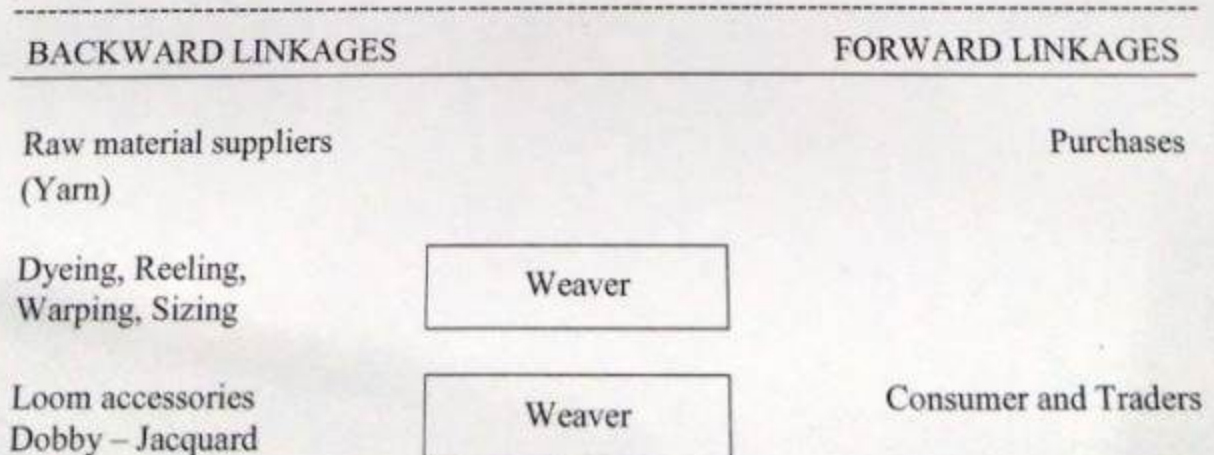 BACKWARD LINKAGES FORWARD LINKAGES
Raw material suppliers Purchases
(Yarn)
Dyeing, Reeling,
Warping, Sizing
Weaver
Loom accessories
Dobby – Jacquard
Weaver
Consumer and Traders